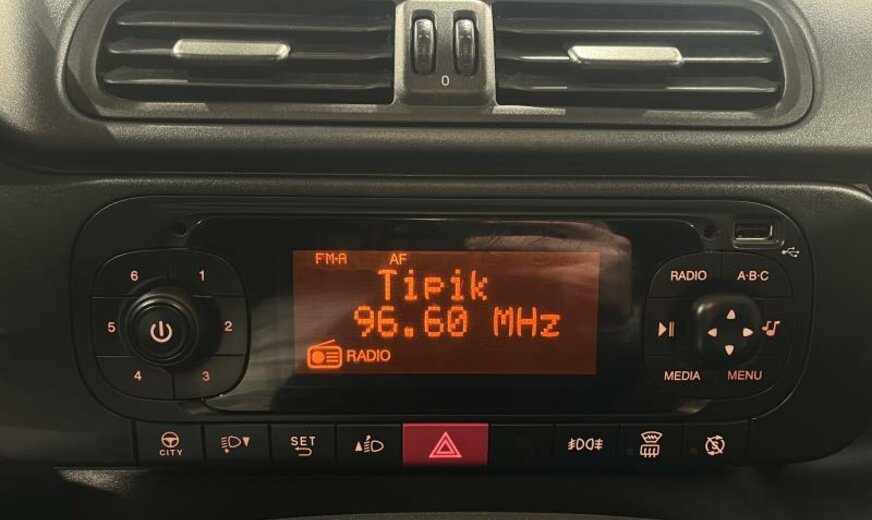 0
FM-A AF
Tipik
96.60 MHz
RADIO
6 1
5 2
4 3
RADIO A·B·C
MEDIA MENU
CITY
SET